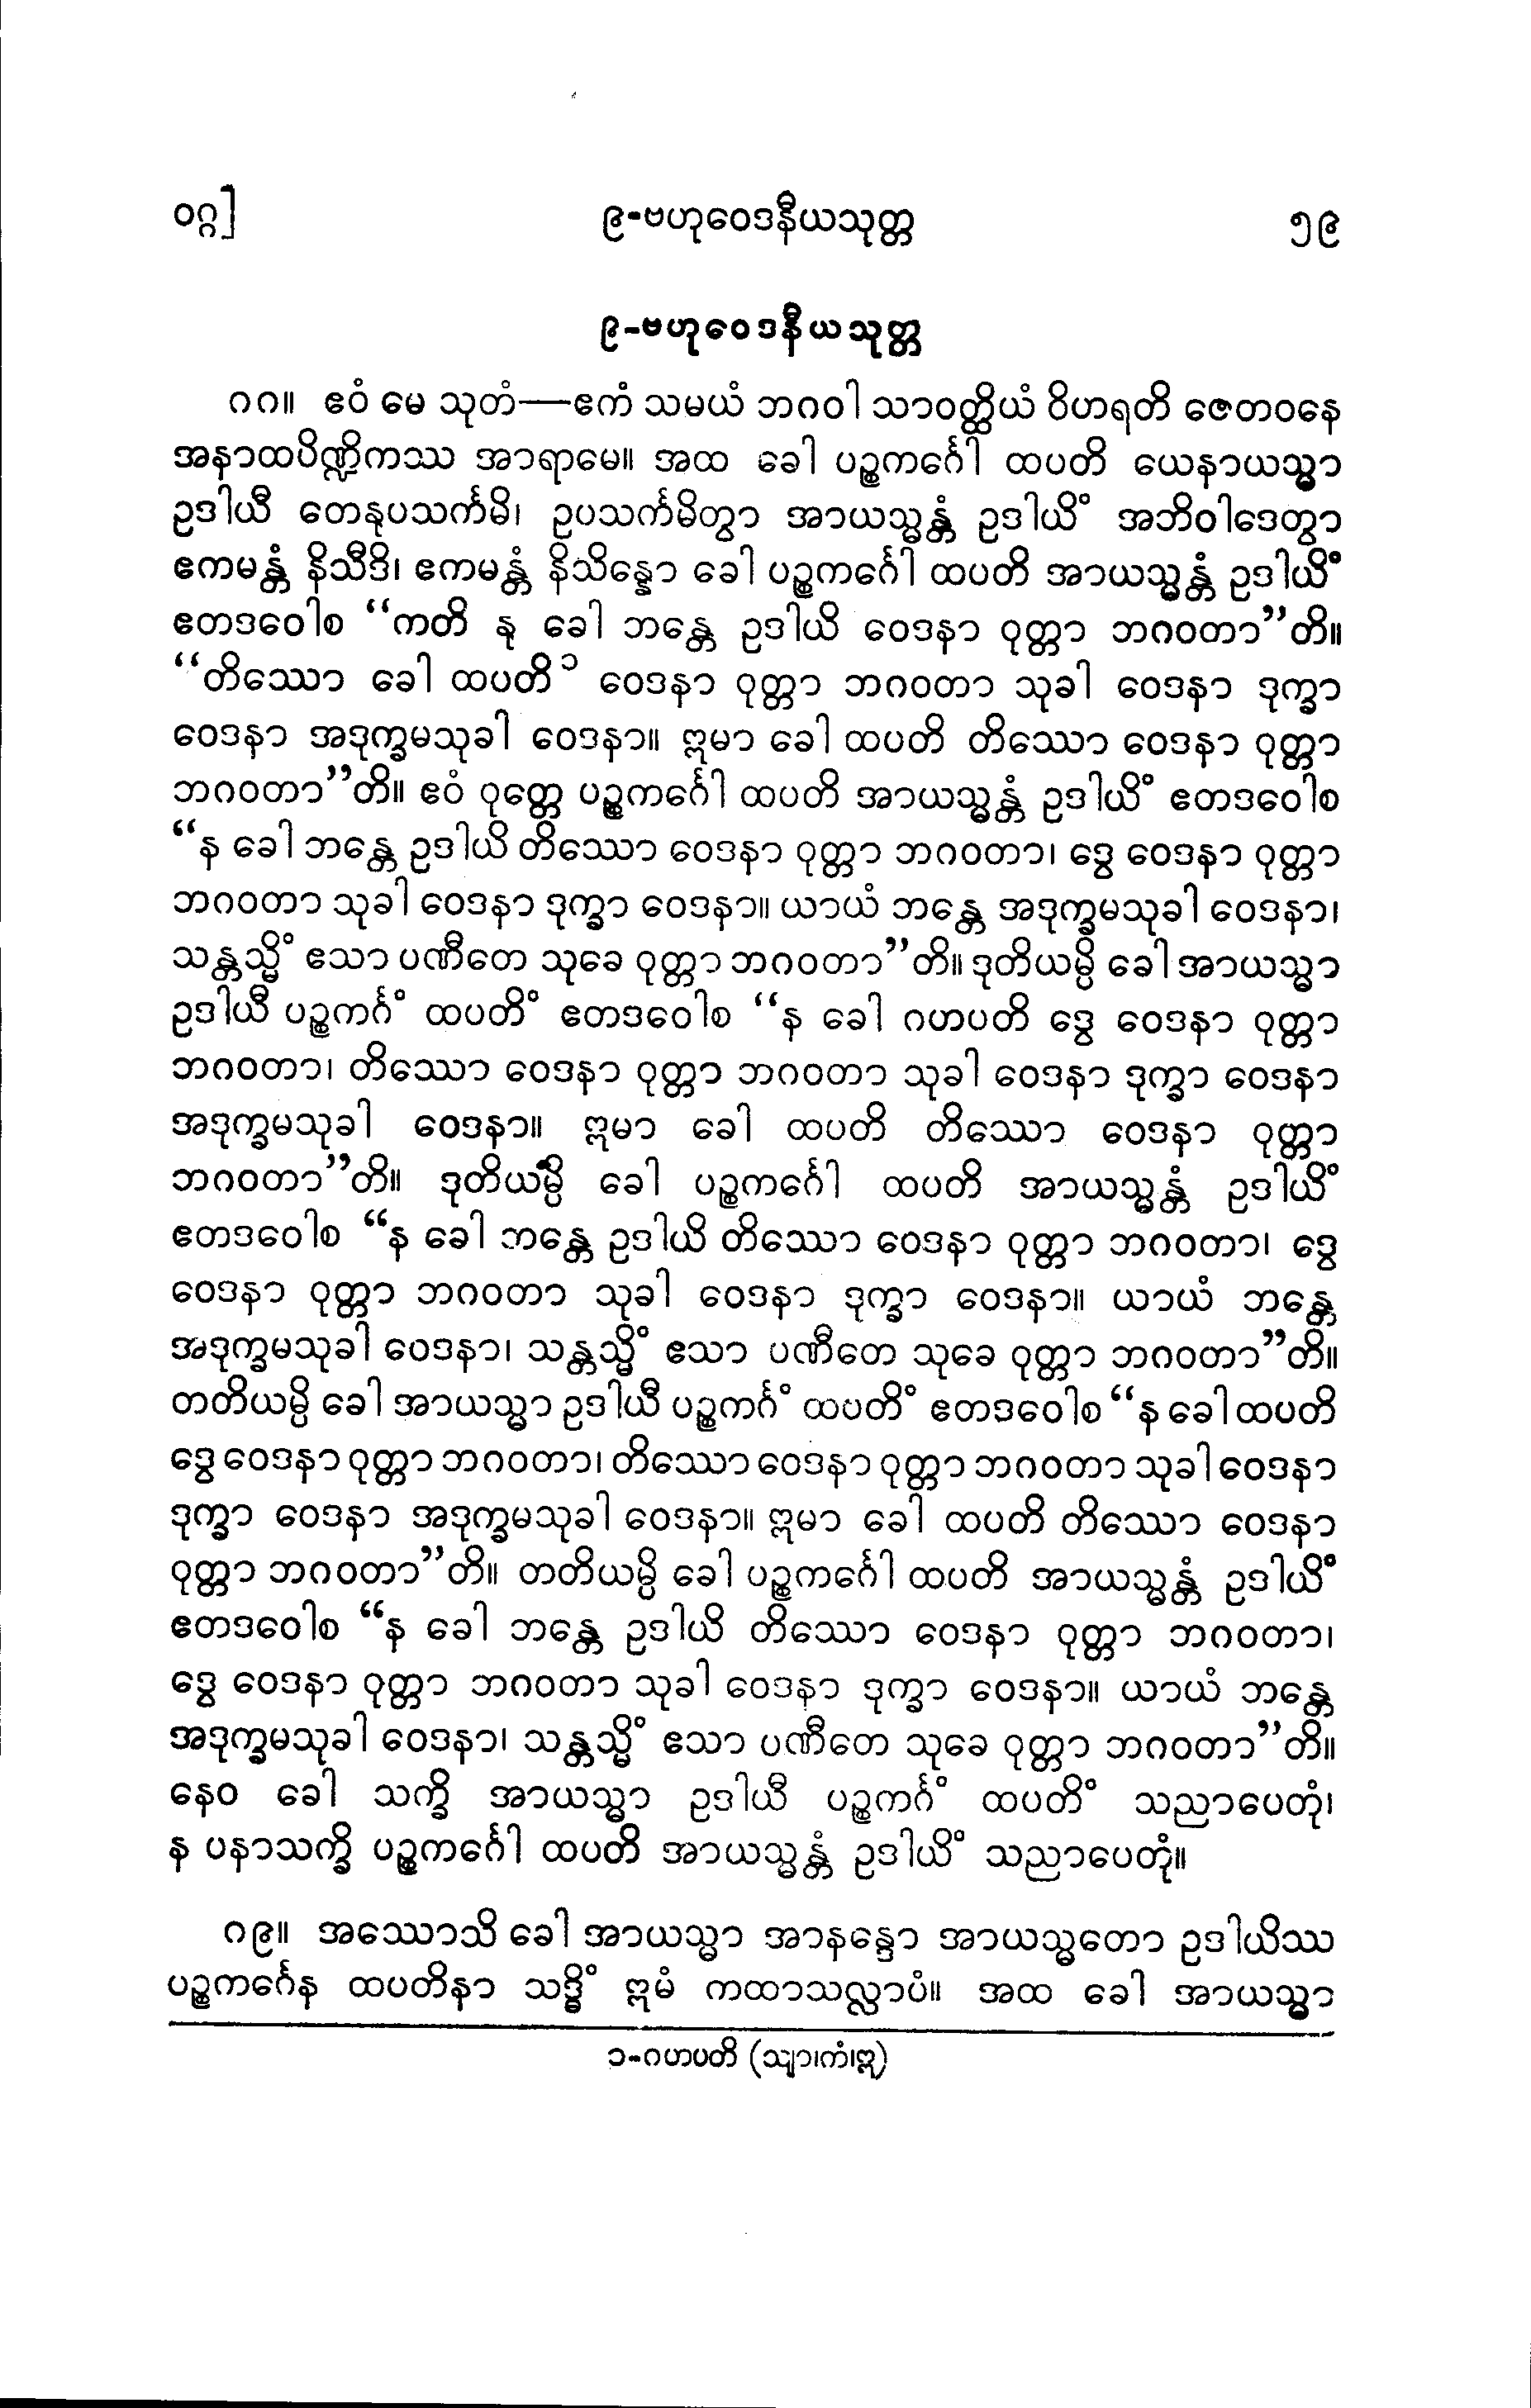 ဝဂ္ဂ]
၉-ဗဟုဝေဒနီယသုတ္တ
၅၉
၉-ဗဟုဝေဒနီယသုတ္တ
၈၈။ ဧဝံ မေ သုတံ—ဧကံ သမယံ ဘဂဝါ သာဝတ္ထိယံ ဝိဟရတိ ဇေတဝနေ
အနာထပိဏ္ဍိကဿ အာရာမေ။ အထ ခေါ ပဉ္စကင်္ဂေါ ထပတိ ယေနာယသ္မာ
ဥဒါယီ တေနုပသင်္ကမိ၊ ဥပသင်္ကမိတွာ အာယသ္မန္တံ ဥဒါယိံ အဘိဝါဒေတွာ
ဧကမန္တံ နိသီဒိ၊ ဧကမန္တံ နိသိန္နော ခေါ ပဉ္စကင်္ဂေါ ထပတိ အာယသ္မန္တံ ဥဒါယိံ
ဧတဒဝေါစ “ကတိ နု ခေါ ဘန္တေ ဥဒါယိ ဝေဒနာ ဝုတ္တာ ဘဂဝတာ”တိ။
“တိဿော ခေါ ထပတိ ၁ ဝေဒနာ ဝုတ္တာ ဘဂဝတာ သုခါ ဝေဒနာ ဒုက္ခာ
ဝေဒနာ အဒုက္ခမသုခါ ဝေဒနာ။ ဣမာ ခေါ ထပတိ တိဿော ဝေဒနာ ဝုတ္တာ
ဘဂဝတာ”တိ။ ဧဝံ ဝုတ္တေ ပဉ္စကင်္ဂေါ ထပတိ အာယသ္မန္တံ ဥဒါယိံ ဧတဒဝေါစ
“န ခေါ ဘန္တေ ဥဒါယိ တိဿော ဝေဒနာ ဝုတ္တာ ဘဂဝတာ၊ ဒွေ ဝေဒနာ ဝုတ္တာ
ဘဂဝတာ သုခါ ဝေဒနာ ဒုက္ခာ ဝေဒနာ။ ယာယံ ဘန္တေ အဒုက္ခမသုခါ ဝေဒနာ၊
သန္တသ္မိံ ဧသာ ပဏီတေ သုခေ ဝုတ္တာ ဘဂဝတာ”တိ။ ဒုတိယမ္ပိ ခေါ အာယသ္မာ
ဥဒါယီ ပဉ္စကင်္ဂံ ထပတိံ ဧတဒဝေါစ “န ခေါ ဂဟပတိ ဒွေ ဝေဒနာ ဝုတ္တာ
ဘဂဝတာ၊ တိဿော ဝေဒနာ ဝုတ္တာ ဘဂဝတာ သုခါ ဝေဒနာ ဒုက္ခာ ဝေဒနာ
အဒုက္ခမသုခါ ဝေဒနာ။ ဣမာ ခေါ ထပတိ တိဿော ဝေဒနာ ဝုတ္တာ
ဘဂဝတာ”တိ။ ဒုတိယမ္ပိ ခေါ ပဉ္စကင်္ဂေါ ထပတိ အာယသ္မန္တံ ဥဒါယိံ
ဧတဒဝေါစ “န ခေါ ဘန္တေ ဥဒါယိ တိဿော ဝေဒနာ ဝုတ္တာ ဘဂဝတာ၊ ဒွေ
ဝေဒနာ ဝုတ္တာ ဘဂဝတာ သုခါ ဝေဒနာ ဒုက္ခာ ဝေဒနာ။ ယာယံ ဘန္တေ
အဒုက္ခမသုခါ ဝေဒနာ၊ သန္တသ္မိံ ဧသာ ပဏီတေ သုခေ ဝုတ္တာ ဘဂဝတာ”တိ။
တတိယမ္ပိ ခေါ အာယသ္မာ ဥဒါယီ ပဉ္စကင်္ဂံ ထပတိံ ဧတဒဝေါစ “န ခေါ ထပတိ
ဒွေ ဝေဒနာ ဝုတ္တာ ဘဂဝတာ၊ တိဿော ဝေဒနာ ဝုတ္တာ ဘဂဝတာ သုခါ ဝေဒနာ
ဒုက္ခာ ဝေဒနာ အဒုက္ခမသုခါ ဝေဒနာ။ ဣမာ ခေါ ထပတိ တိဿော ဝေဒနာ
ဝုတ္တာ ဘဂဝတာ”တိ။ တတိယမ္ပိ ခေါ ပဉ္စကင်္ဂေါ ထပတိ အာယသ္မန္တံ ဥဒါယိံ
ဧတဒဝေါစ “န ခေါ ဘန္တေ ဥဒါယိ တိဿော ဝေဒနာ ဝုတ္တာ ဘဂဝတာ၊
ဒွေ ဝေဒနာ ဝုတ္တာ ဘဂဝတာ သုခါ ဝေဒနာ ဒုက္ခာ ဝေဒနာ။ ယာယံ ဘန္တေ
အဒုက္ခမသုခါ ဝေဒနာ၊ သန္တသ္မိံ ဧသာ ပဏီတေ သုခေ ဝုတ္တာ ဘဂဝတာ”တိ။
နေဝ ခေါ သက္ခိ အာယသ္မာ ဥဒါယီ ပဉ္စကင်္ဂံ ထပတိံ သညာပေတုံ၊
န ပနာသက္ခိ ပဉ္စကင်္ဂေါ ထပတိ အာယသ္မန္တံ ဥဒါယိံ သညာပေတုံ။
၈၉။ အဿောသိ ခေါ အာယသ္မာ အာနန္ဒော အာယသ္မတော ဥဒါယိဿ
ပဉ္စကင်္ဂေန ထပတိနာ သဒ္ဓိံ ဣမံ ကထာသလ္လာပံ။ အထ ခေါ အာယသ္မာ
၁-ဂဟပတိ (သျာ၊ကံ၊ဣ)